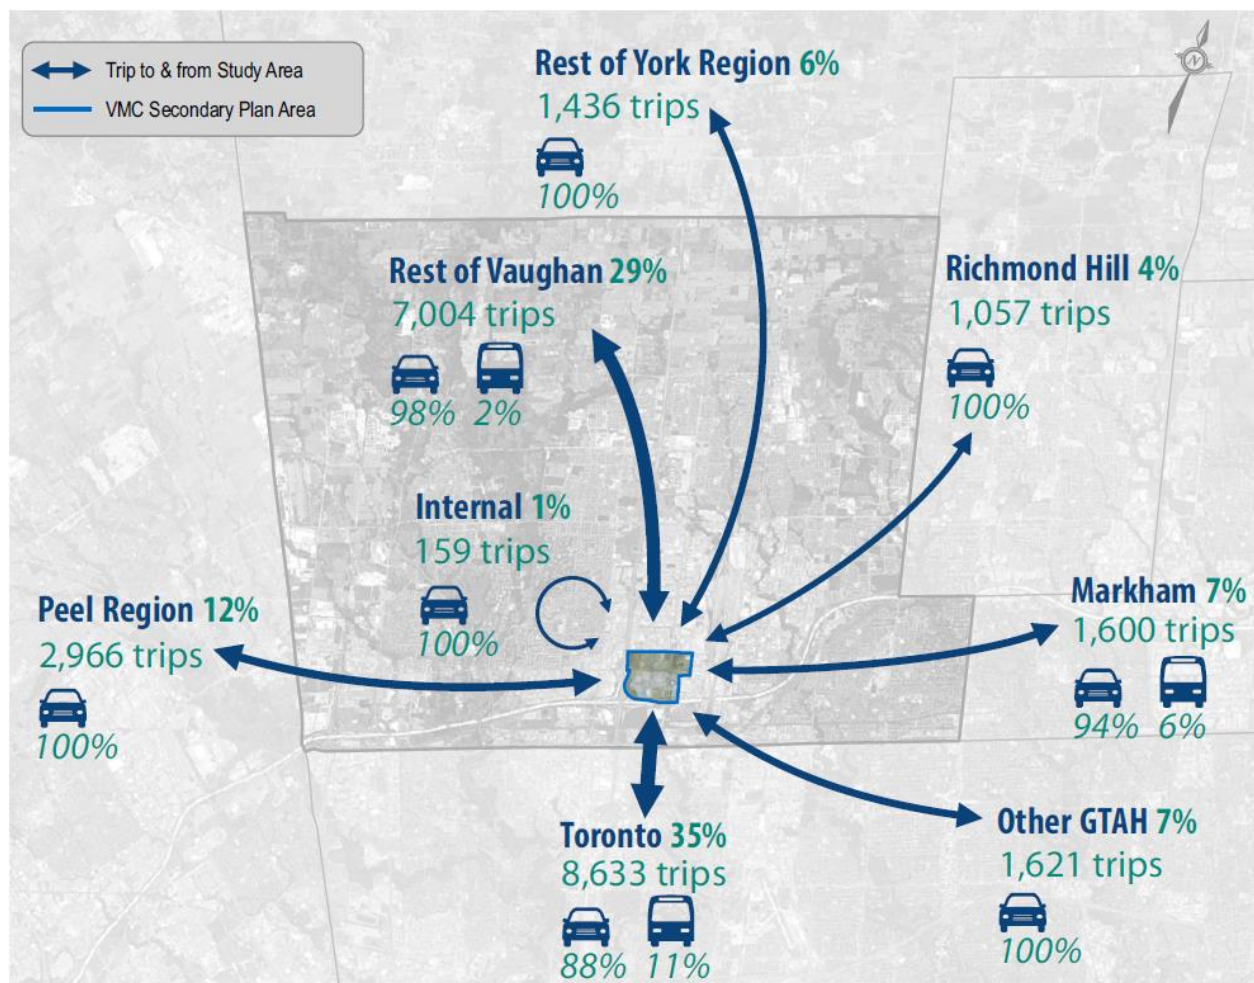 Trip to & from Study Area
VMC Secondary Plan Area
N
Rest of York Region 6%
1,436 trips
100%
Rest of Vaughan 29%
7,004 trips
98% 2%
Richmond Hill 4%
1,057 trips
100%
Internal 1%
159 trips
100%
Peel Region 12%
2,966 trips
100%
Markham 7%
1,600 trips
94% 6%
Toronto 35%
8,633 trips
88% 11%
Other GTAH 7%
1,621 trips
100%